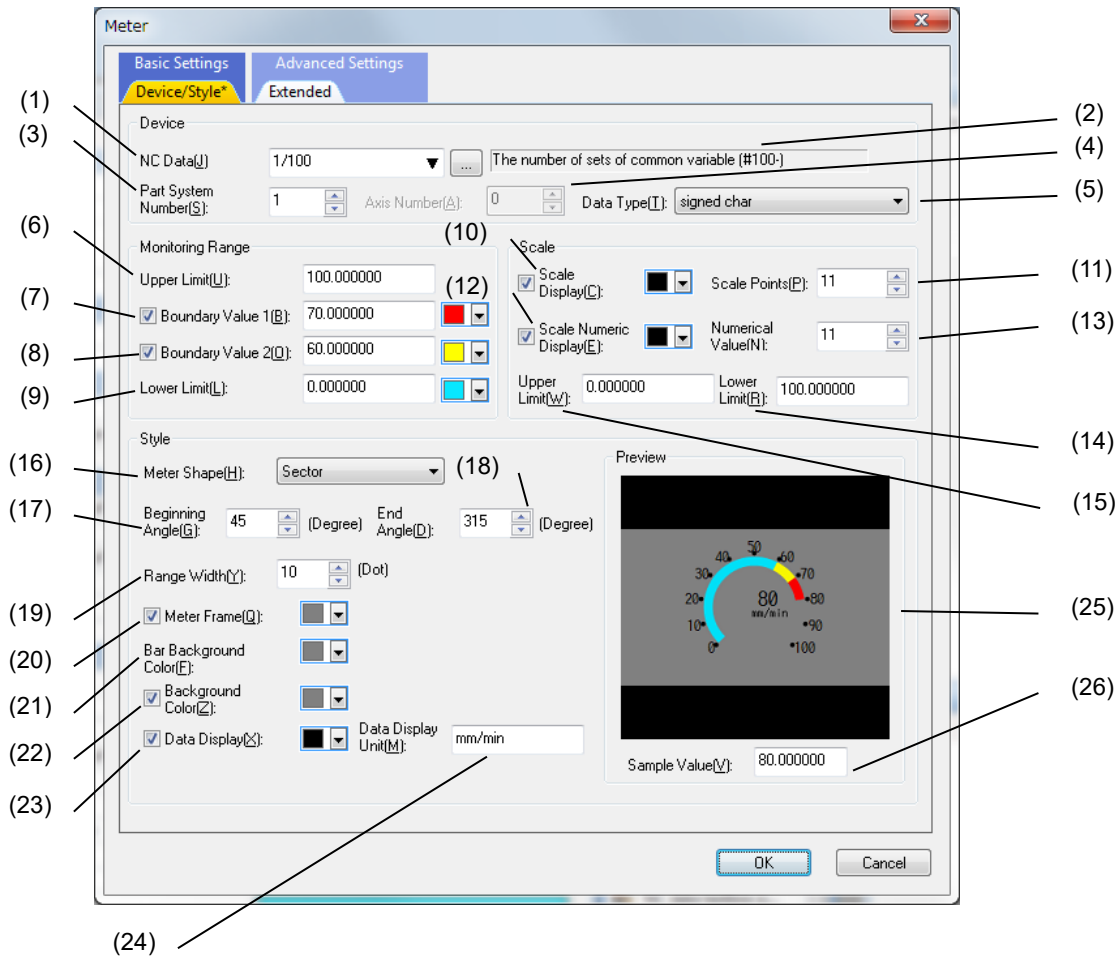 Meter
Basic Settings Advanced Settings
Device/Style* Extended
(1)
(2)
(3)
(4)
Device
NC Data(J) 1/100 ... The number of sets of common variable (#100-)
Part System Number(S): 1 Axis Number(A): 0 Data Type(T): signed char
(5)
(6)
(10)
Monitoring Range
Upper Limit(U): 100.000000
(7)
(12)
Boundary Value 1(B): 70.000000
(8)
Boundary Value 2(O): 60.000000
(9)
Lower Limit(L): 0.000000
Scale
Scale Display(C): Scale Points(P): 11
(11)
Scale Numeric Display(E): Numerical Value(N): 11
(13)
Upper Limit(W): 0.000000 Lower Limit(R): 100.000000
(14)
(15)
Style
(16)
Meter Shape(H): Sector
(18)
(17)
Beginning Angle(G): 45 (Degree) End Angle(D): 315 (Degree)
Range Width(Y): 10 (Dot)
(19)
Meter Frame(Q):
(20)
Bar Background Color(F):
(21)
Background Color(Z):
(22)
Data Display(X): Data Display Unit(M): mm/min
(23)
Preview
0
10
20
30
40
50
60
70
80
90
100
80
mm/min
(25)
(26)
Sample Value(V): 80.000000
OK Cancel
(24)